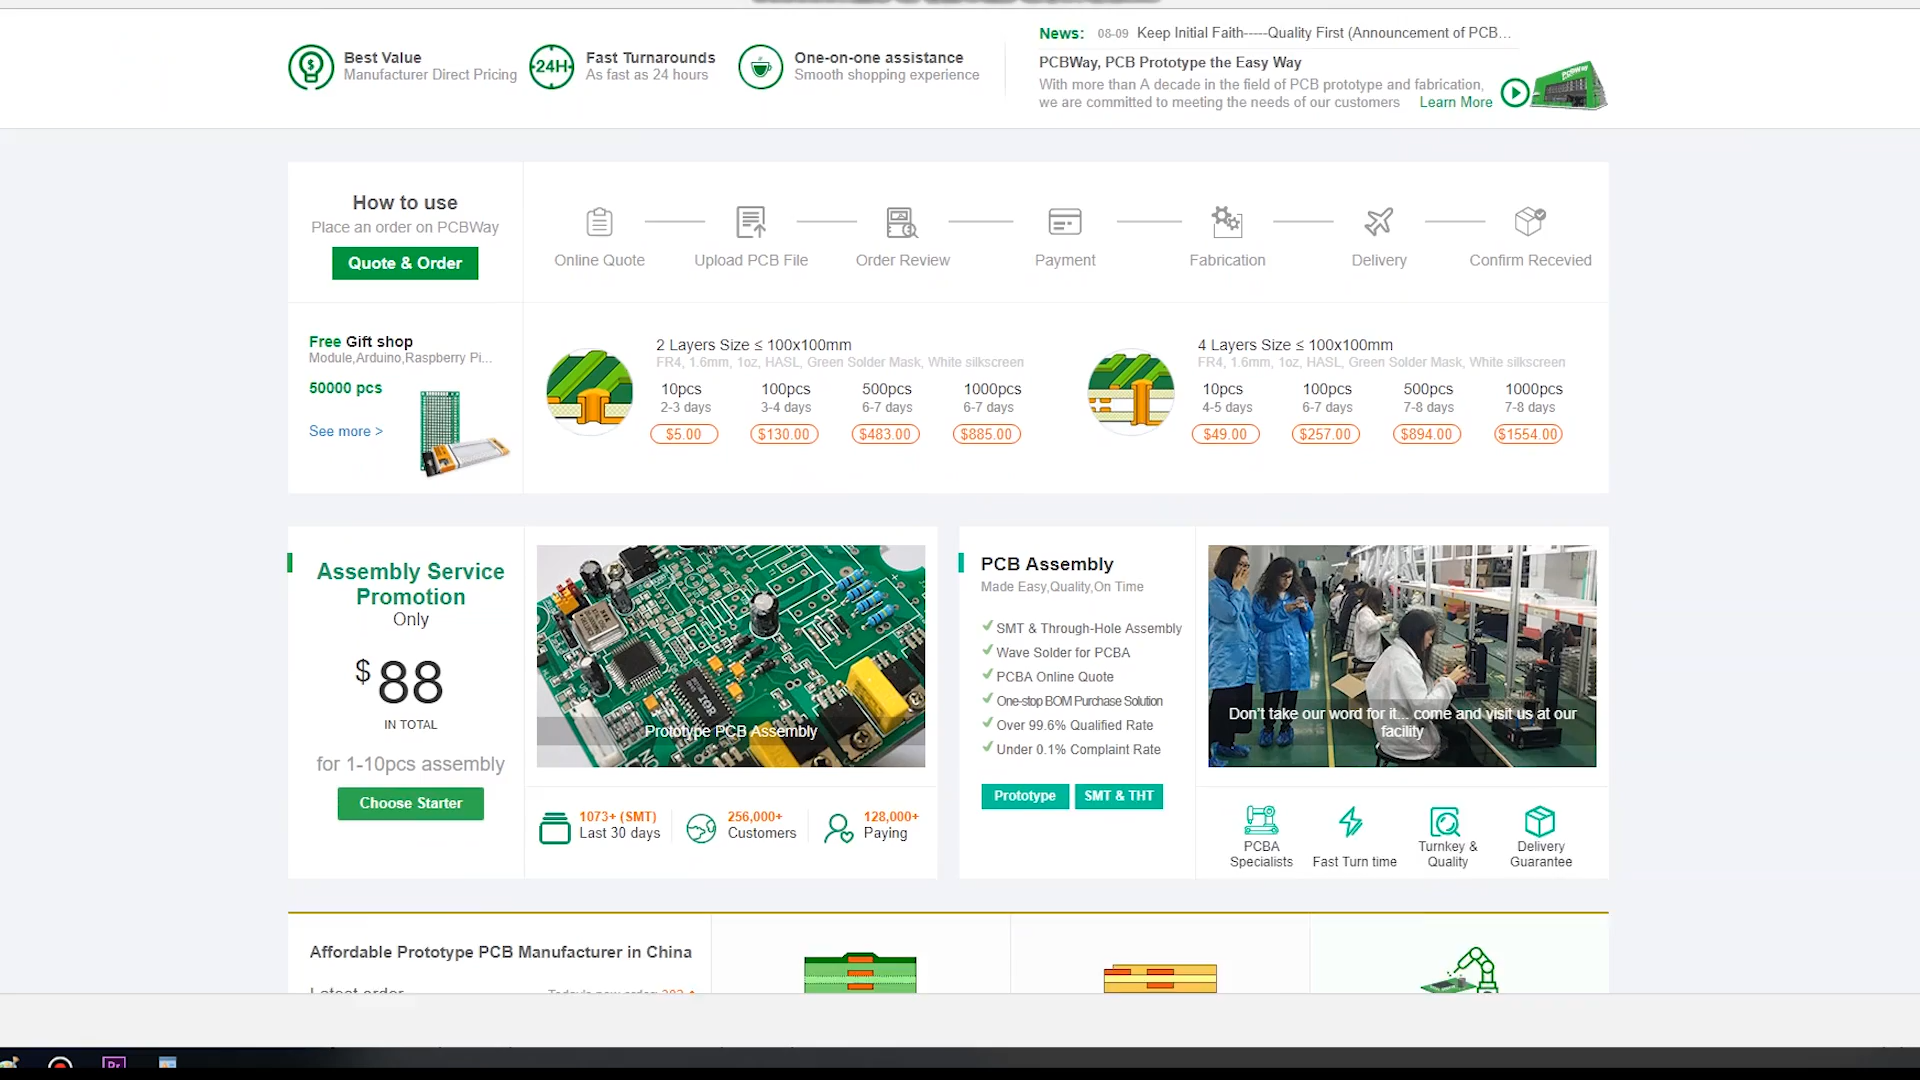 Best Value
Manufacturer Direct Pricing
24H
Fast Turnarounds
As fast as 24 hours
One-on-one assistance
Smooth shopping experience
News: 08-09 Keep Initial Faith-----Quality First (Announcement of PCB...
PCBWay, PCB Prototype the Easy Way
With more than A decade in the field of PCB prototype and fabrication,
we are committed to meeting the needs of our customers Learn More
How to use
Place an order on PCBWay
Quote & Order
Online Quote
Upload PCB File
Order Review
Payment
Fabrication
Delivery
Confirm Recevied
Free Gift shop
Module,Arduino,Raspberry Pi...
50000 pcs
See more >
2 Layers Size ≤ 100x100mm
FR4, 1.6mm, 1oz, HASL, Green Solder Mask, White silkscreen
10pcs 100pcs 500pcs 1000pcs
2-3 days 3-4 days 6-7 days 6-7 days
$5.00 $130.00 $483.00 $885.00
4 Layers Size ≤ 100x100mm
FR4, 1.6mm, 1oz, HASL, Green Solder Mask, White silkscreen
10pcs 100pcs 500pcs 1000pcs
4-5 days 6-7 days 7-8 days 7-8 days
$49.00 $257.00 $894.00 $1554.00
Assembly Service
Promotion
Only
$88
IN TOTAL
for 1-10pcs assembly
Choose Starter
Prototype PCB Assembly
1073+ (SMT)
Last 30 days
256,000+
Customers
128,000+
Paying
PCB Assembly
Made Easy,Quality,On Time
SMT & Through-Hole Assembly
Wave Solder for PCBA
PCBA Online Quote
One-stop BOM Purchase Solution
Over 99.6% Qualified Rate
Under 0.1% Complaint Rate
Prototype
SMT & THT
Don't take our word for it... come and visit us at our
facility
PCBA
Specialists
Fast Turn time
Turnkey &
Quality
Delivery
Guarantee
Affordable Prototype PCB Manufacturer in China
Latest order
Pr